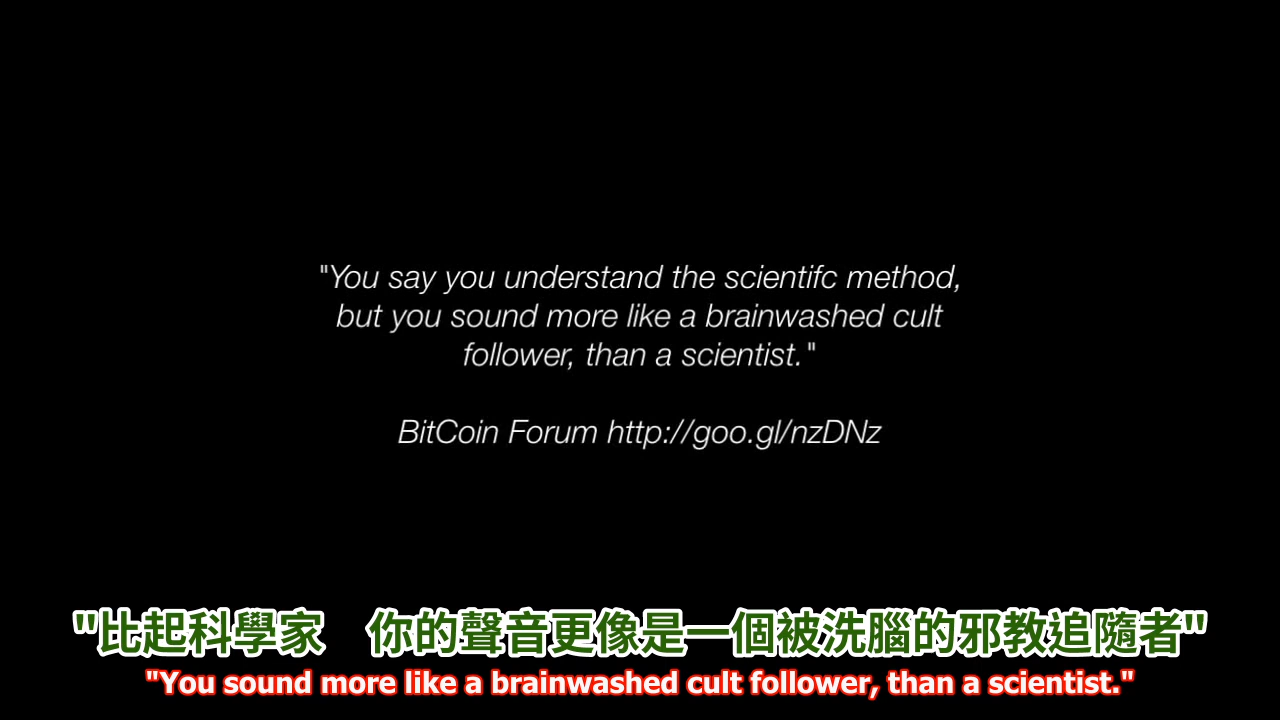 "You say you understand the scientifc method,
but you sound more like a brainwashed cult
follower, than a scientist."
BitCoin Forum http://goo.gl/nzDNz
"比起科學家　你的聲音更像是一個被洗腦的邪教追隨者"
"You sound more like a brainwashed cult follower, than a scientist."